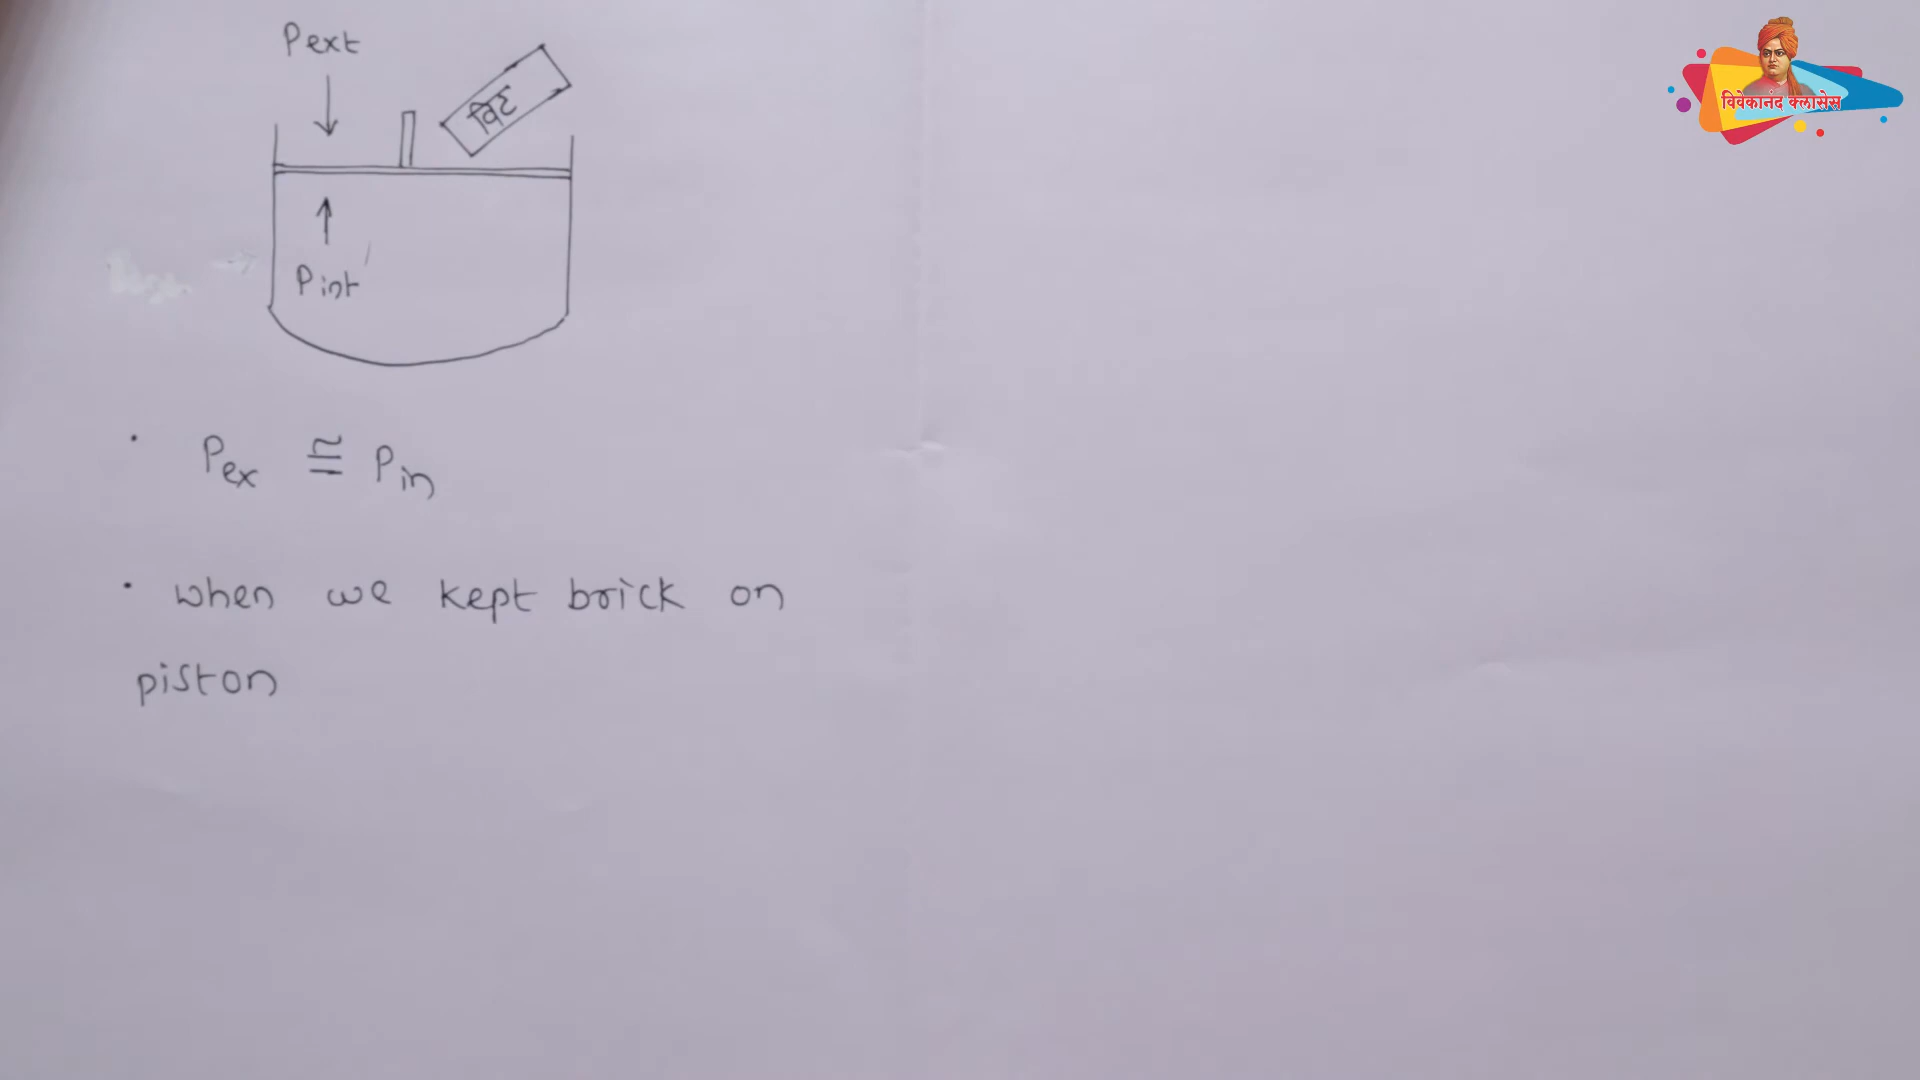 Pext
विट
Pint
विवेकानंद क्लासेस
• Pex ≅ Pin
• when we kept brick on
piston